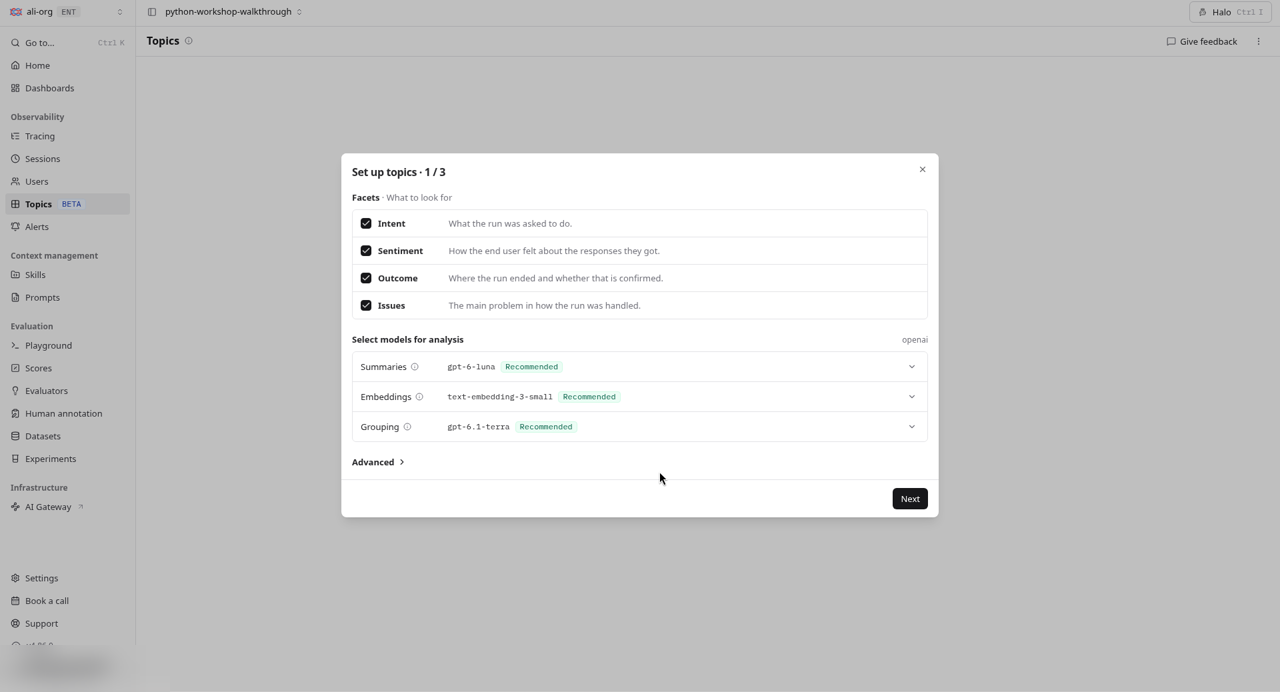 ali-org ENT
python-workshop-walkthrough
Halo Ctrl I
Go to... Ctrl K
Home
Dashboards
Observability
Tracing
Sessions
Users
Topics BETA
Alerts
Context management
Skills
Prompts
Evaluation
Playground
Scores
Evaluators
Human annotation
Datasets
Experiments
Infrastructure
AI Gateway
Settings
Book a call
Support
Topics
Give feedback
Set up topics · 1 / 3
Facets · What to look for
Intent What the run was asked to do.
Sentiment How the end user felt about the responses they got.
Outcome Where the run ended and whether that is confirmed.
Issues The main problem in how the run was handled.
Select models for analysis openai
Summaries gpt-6-luna Recommended
Embeddings text-embedding-3-small Recommended
Grouping gpt-6.1-terra Recommended
Advanced
Next